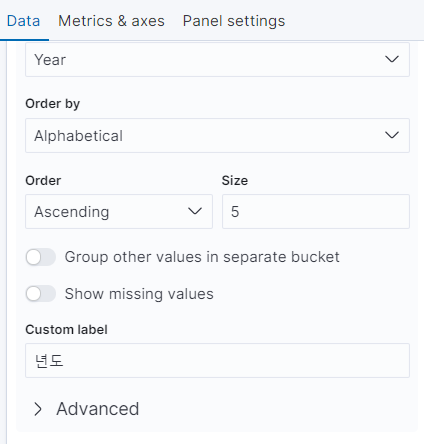 Data Metrics & axes Panel settings
Year
Order by
Alphabetical
Order Size
Ascending 5
Group other values in separate bucket
Show missing values
Custom label
년도
Advanced